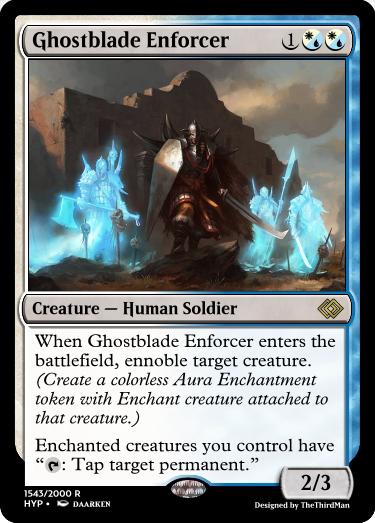 Ghostblade Enforcer 1
Creature — Human Soldier
When Ghostblade Enforcer enters the
battlefield, ennoble target creature.
(Create a colorless Aura Enchantment
token with Enchant creature attached to
that creature.)
Enchanted creatures you control have
“: Tap target permanent.”
2/3
1543/2000 R
HYP • DAARKEN
Designed by TheThirdMan